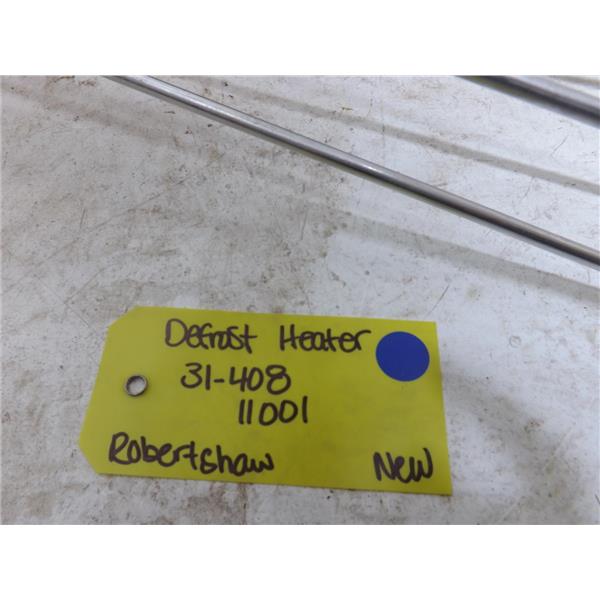 Defrost Heater
31-408
11001
Robertshaw New